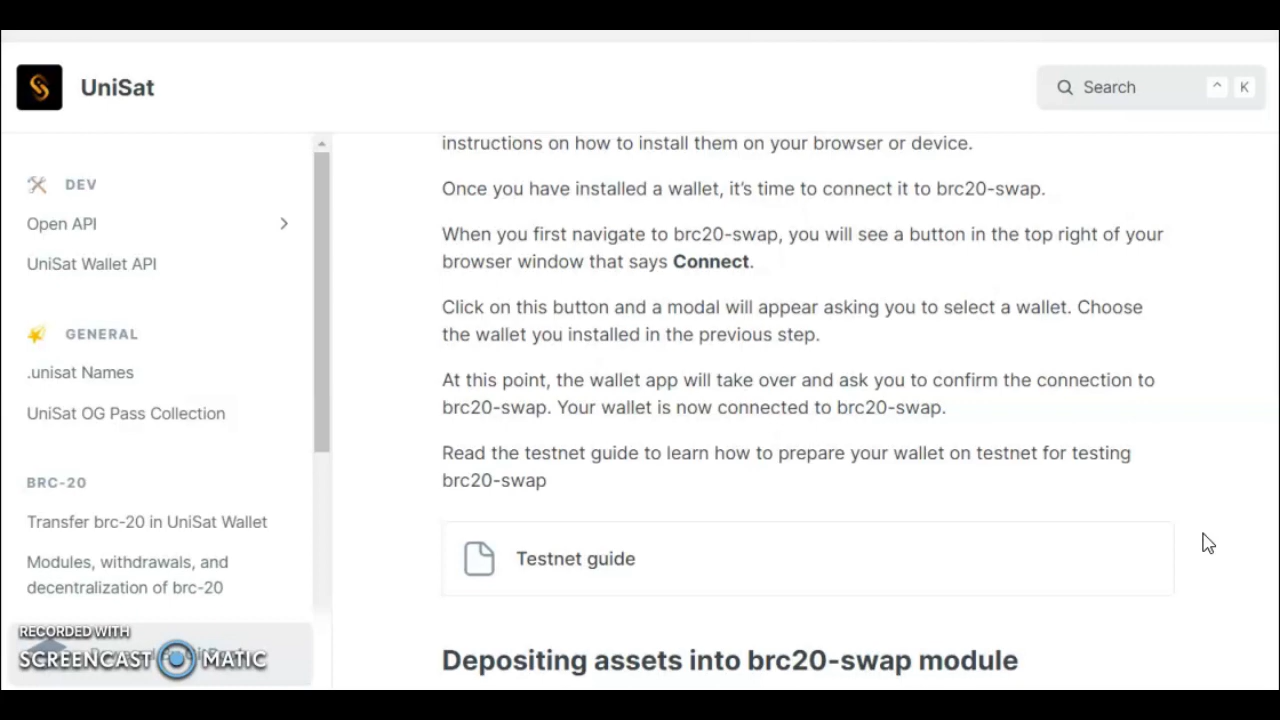 UniSat
Search
^ K
DEV
Open API
UniSat Wallet API
GENERAL
.unisat Names
UniSat OG Pass Collection
BRC-20
Transfer brc-20 in UniSat Wallet
Modules, withdrawals, and
decentralization of brc-20
RECORDED WITH
SCREENCAST MATIC
instructions on how to install them on your browser or device.
Once you have installed a wallet, it’s time to connect it to brc20-swap.
When you first navigate to brc20-swap, you will see a button in the top right of your
browser window that says Connect.
Click on this button and a modal will appear asking you to select a wallet. Choose
the wallet you installed in the previous step.
At this point, the wallet app will take over and ask you to confirm the connection to
brc20-swap. Your wallet is now connected to brc20-swap.
Read the testnet guide to learn how to prepare your wallet on testnet for testing
brc20-swap
Testnet guide
Depositing assets into brc20-swap module